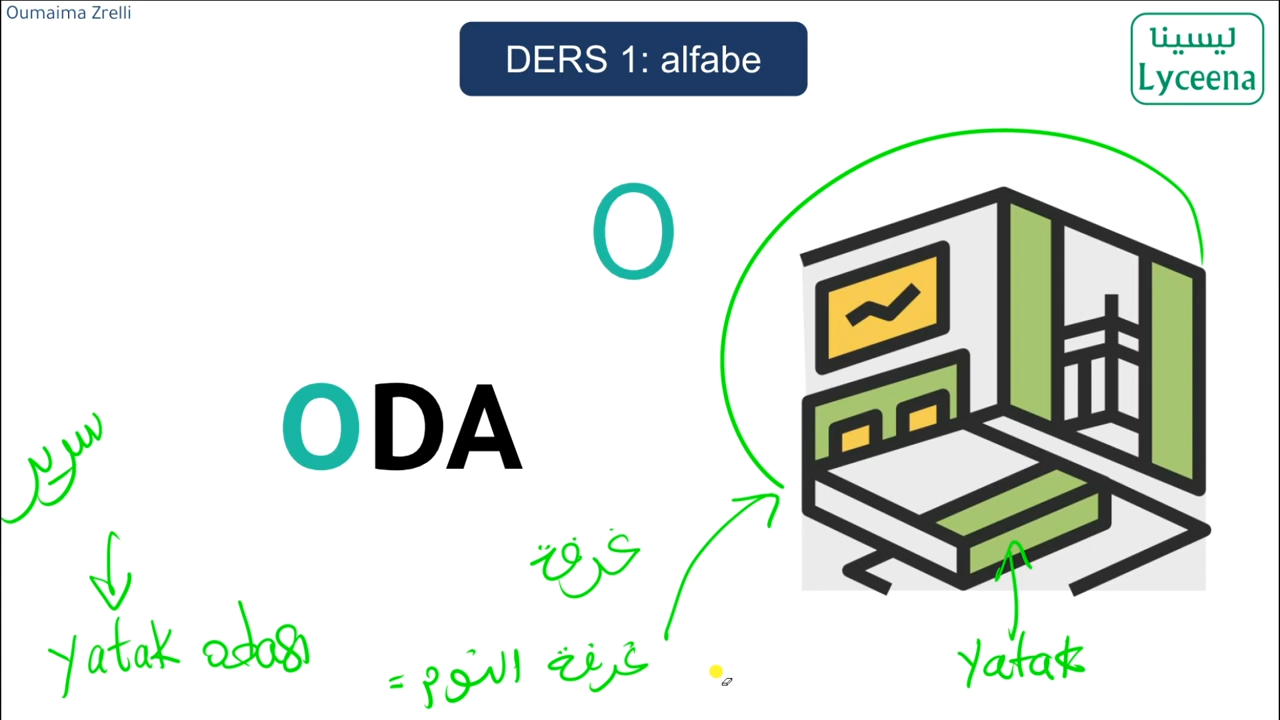 Oumaima Zrelli
DERS 1: alfabe
ليسينا
Lyceena
O
ODA
سرير
غرفة
yatak odası
= غرفة النوم
yatak